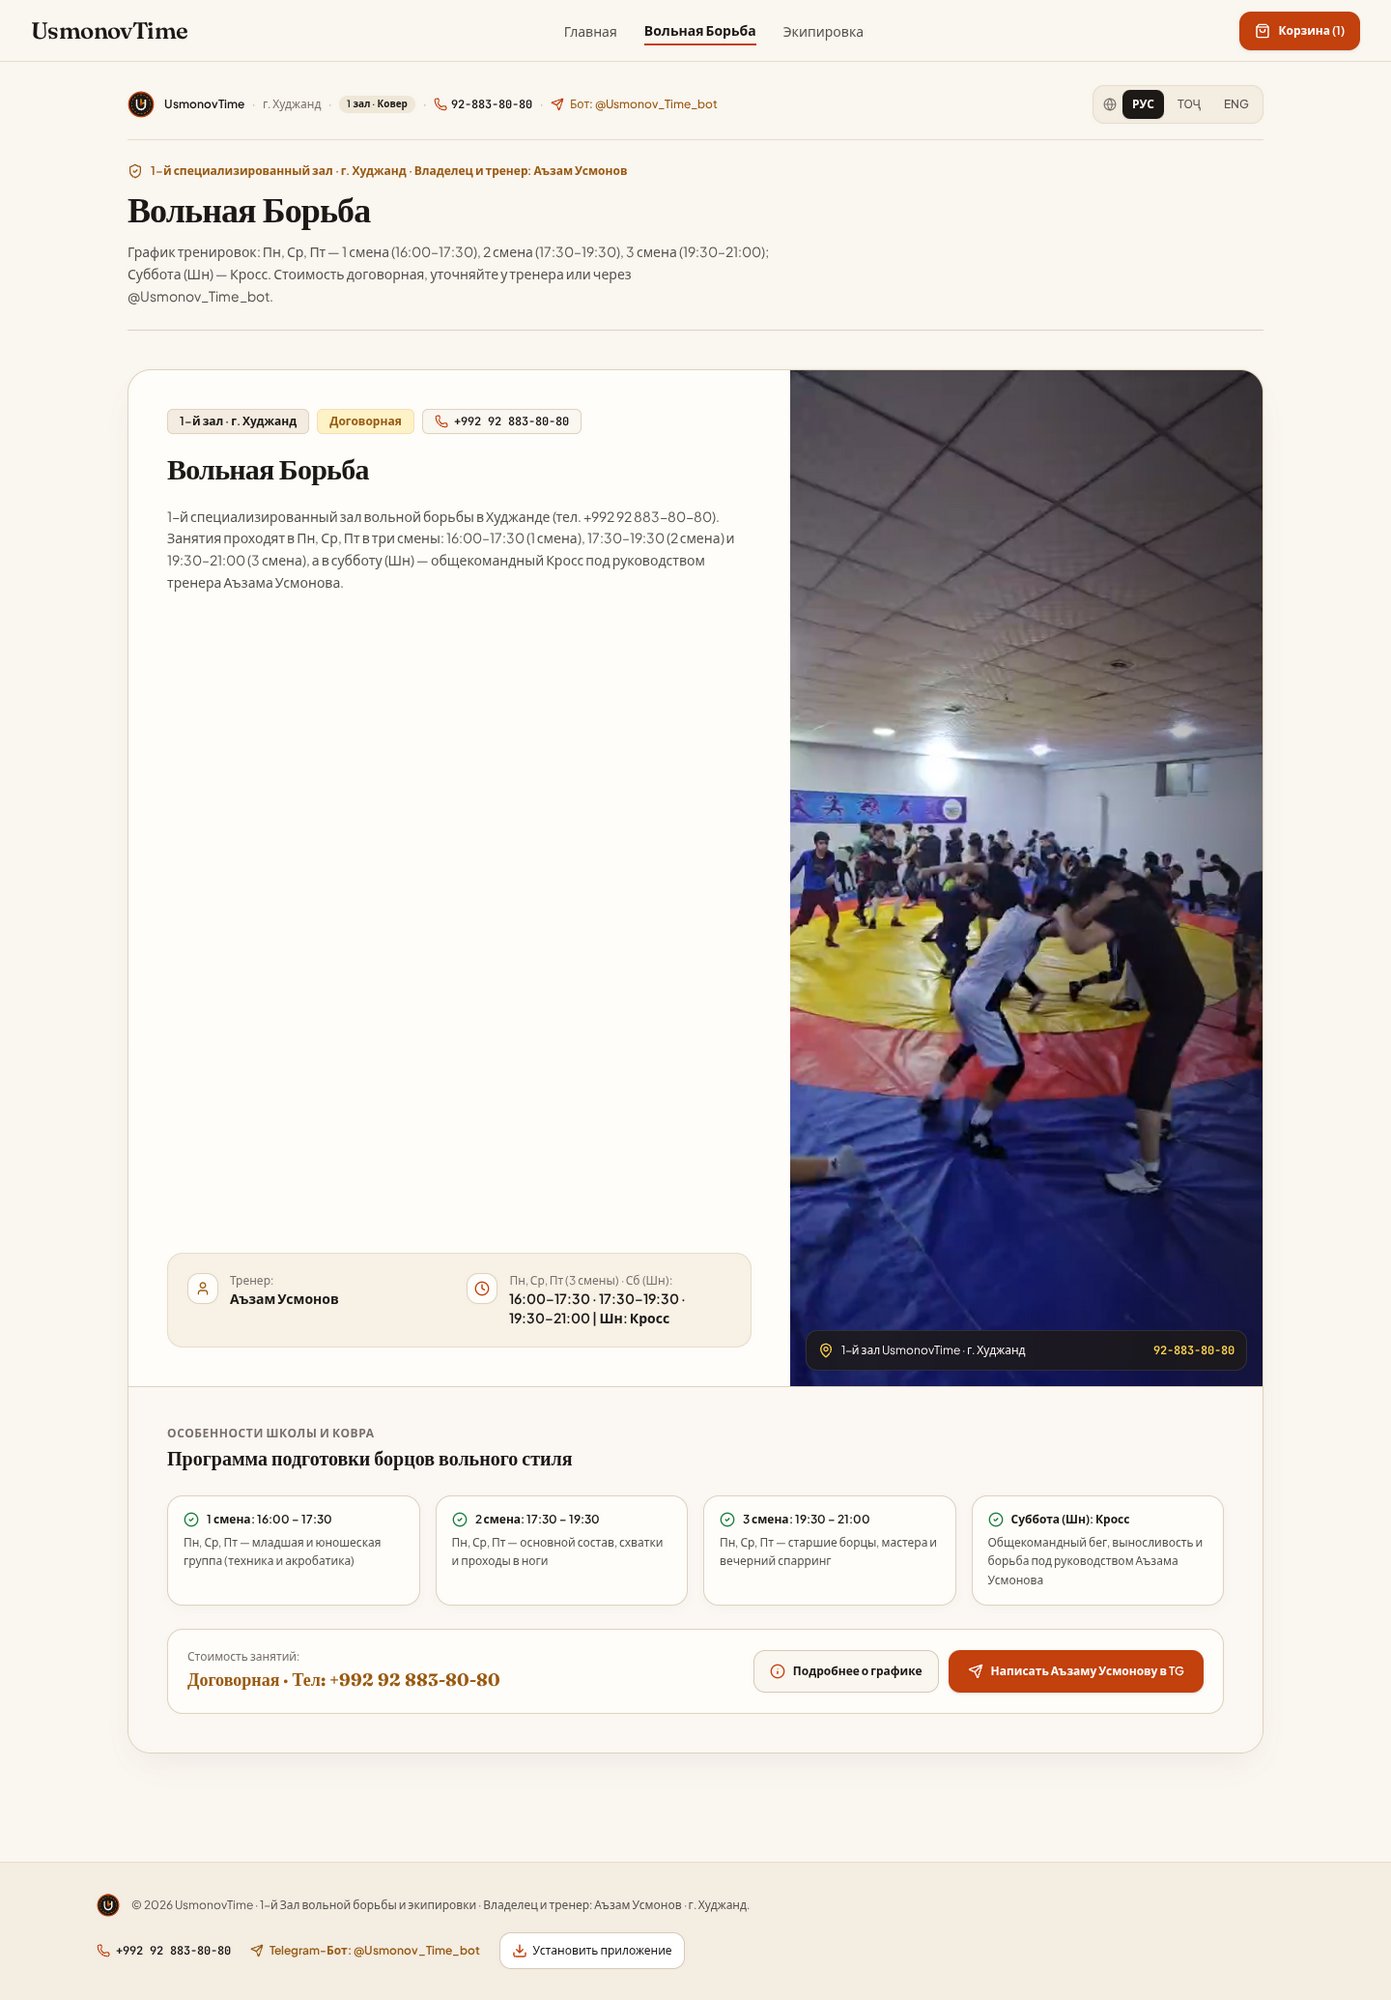 UsmonovTime
Главная
Вольная Борьба
Экипировка
Корзина (1)
UsmonovTime · г. Худжанд · 1 зал · Ковер · 92-883-80-80 · Бот: @Usmonov_Time_bot
РУС
ТОҶ
ENG
1-й специализированный зал · г. Худжанд · Владелец и тренер: Аъзам Усмонов
Вольная Борьба
График тренировок: Пн, Ср, Пт — 1 смена (16:00–17:30), 2 смена (17:30–19:30), 3 смена (19:30–21:00);
Суббота (Шн) — Кросс. Стоимость договорная, уточняйте у тренера или через
@Usmonov_Time_bot.
1-й зал · г. Худжанд
Договорная
+992 92 883-80-80
Вольная Борьба
1-й специализированный зал вольной борьбы в Худжанде (тел. +992 92 883-80-80).
Занятия проходят в Пн, Ср, Пт в три смены: 16:00–17:30 (1 смена), 17:30–19:30 (2 смена) и
19:30–21:00 (3 смена), а в субботу (Шн) — общекомандный Кросс под руководством
тренера Аъзама Усмонова.
Тренер:
Аъзам Усмонов
Пн, Ср, Пт (3 смены) · Сб (Шн):
16:00–17:30 · 17:30–19:30 ·
19:30–21:00 | Шн: Кросс
1-й зал UsmonovTime · г. Худжанд
92-883-80-80
ОСОБЕННОСТИ ШКОЛЫ И КОВРА
Программа подготовки борцов вольного стиля
1 смена: 16:00 – 17:30
Пн, Ср, Пт — младшая и юношеская
группа (техника и акробатика)
2 смена: 17:30 – 19:30
Пн, Ср, Пт — основной состав, схватки
и проходы в ноги
3 смена: 19:30 – 21:00
Пн, Ср, Пт — старшие борцы, мастера и
вечерний спарринг
Суббота (Шн): Кросс
Общекомандный бег, выносливость и
борьба под руководством Аъзама
Усмонова
Стоимость занятий:
Договорная · Тел: +992 92 883-80-80
Подробнее о графике
Написать Аъзаму Усмонову в TG
© 2026 UsmonovTime · 1-й Зал вольной борьбы и экипировки · Владелец и тренер: Аъзам Усмонов · г. Худжанд.
+992 92 883-80-80
Telegram-Бот: @Usmonov_Time_bot
Установить приложение